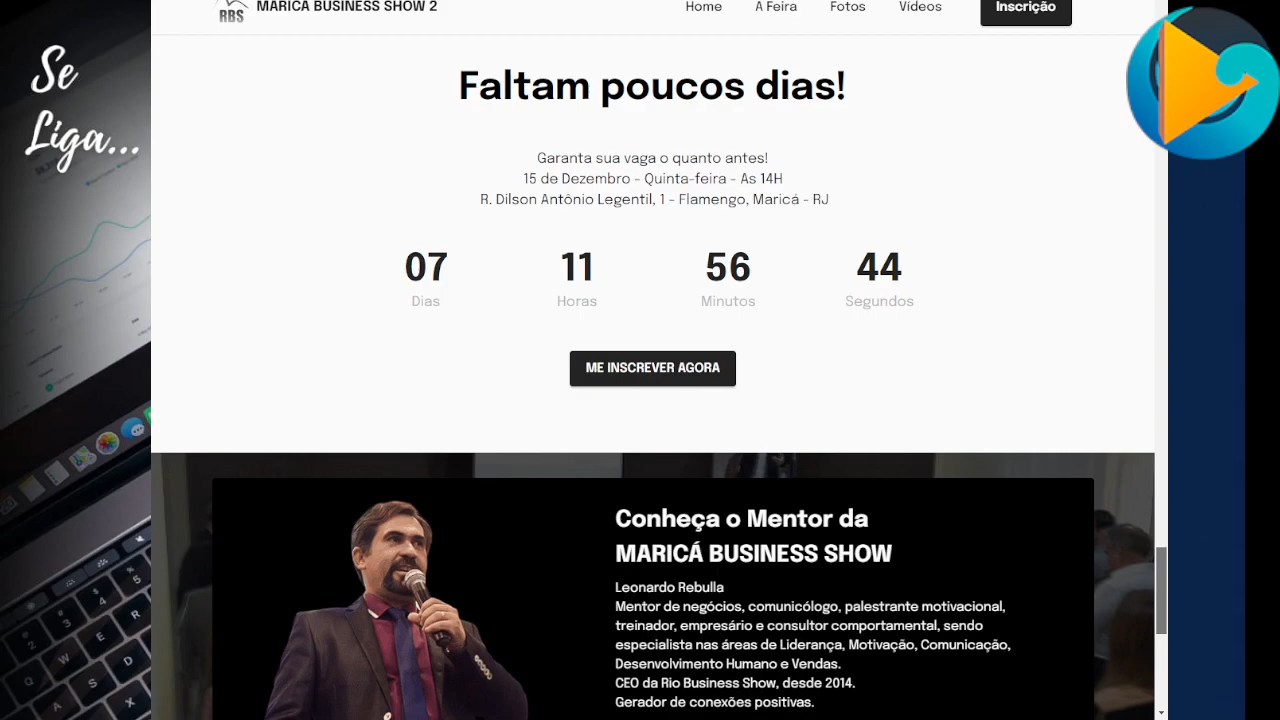 Se
Liga...
RBS
MARICÁ BUSINESS SHOW 2
Home
A Feira
Fotos
Vídeos
Inscrição
Faltam poucos dias!
Garanta sua vaga o quanto antes!
15 de Dezembro - Quinta-feira - As 14H
R. Dilson Antônio Legentil, 1 - Flamengo, Maricá - RJ
07
11
56
44
Dias
Horas
Minutos
Segundos
ME INSCREVER AGORA
Conheça o Mentor da
MARICÁ BUSINESS SHOW
Leonardo Rebulla
Mentor de negócios, comunicólogo, palestrante motivacional,
treinador, empresário e consultor comportamental, sendo
especialista nas áreas de Liderança, Motivação, Comunicação,
Desenvolvimento Humano e Vendas.
CEO da Rio Business Show, desde 2014.
Gerador de conexões positivas.